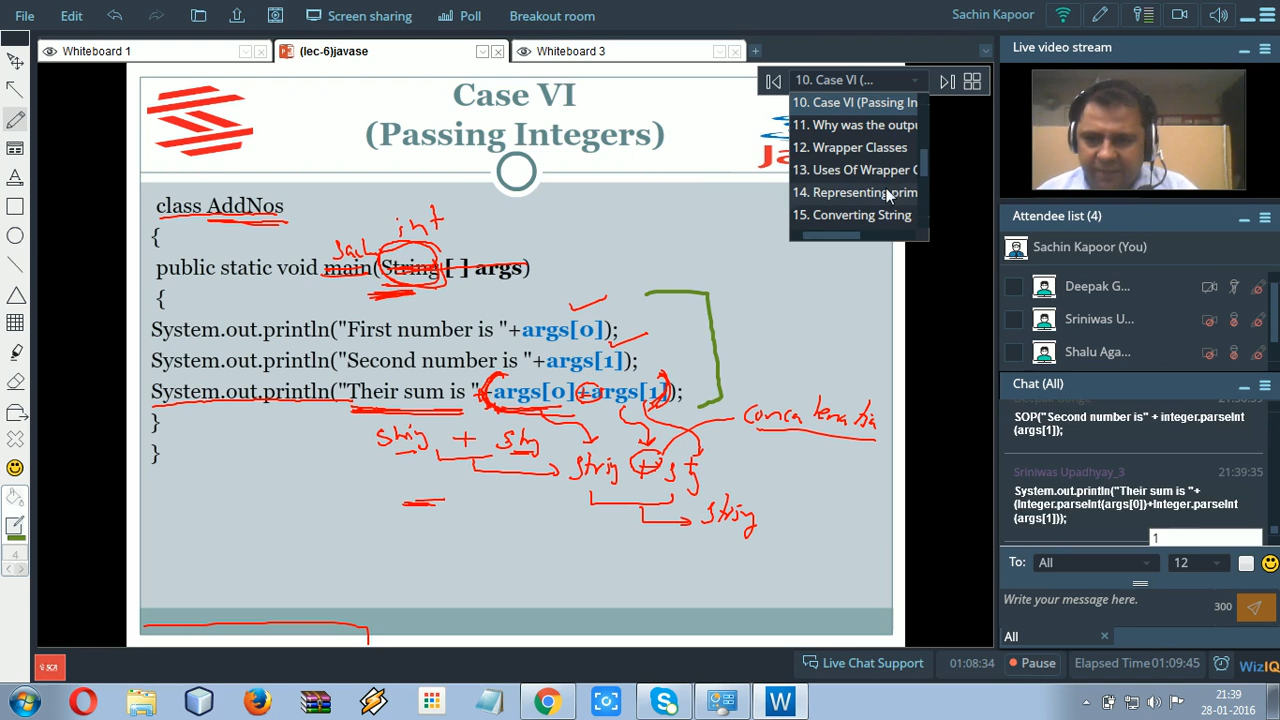 File Edit Screen sharing Poll Breakout room Sachin Kapoor
Whiteboard 1 (lec-6)javase Whiteboard 3
Live video stream
10. Case VI (...
10. Case VI (Passing In
11. Why was the outpu
12. Wrapper Classes
13. Uses Of Wrapper C
14. Representing prim
15. Converting String
Case VI
(Passing Integers)
Ja
class AddNos
{
int
public static void main(String [ ] args)
{
System.out.println("First number is "+args[0]);
System.out.println("Second number is "+args[1]);
System.out.println("Their sum is "+args[0]+args[1]);
}
}
String +
String +
String
Attendee list (4)
Sachin Kapoor (You)
Deepak G...
Sriniwas U...
Shalu Aga...
Chat (All)
21:39:39
SOP("Second number is" + integer.parseInt
(args[1]);
Sriniwas Upadhyay_3
21:39:35
System.out.println("Their sum is "+
(Integer.parseInt(args[0])+Integer.parseInt
(args[1]));
1
To: All 12
Write your message here. 300
All
4
SCA
Live Chat Support 01:08:34 Pause Elapsed Time 01:09:45 WizIQ
21:39
28-01-2016